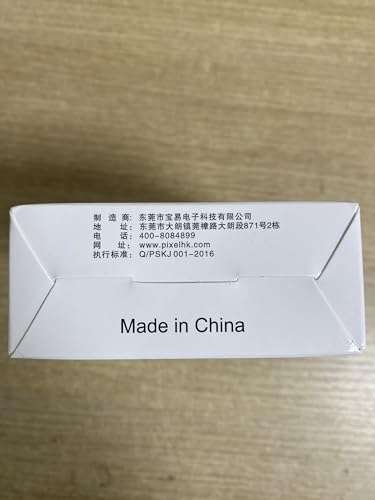 制造商: 东莞市宝易电子科技有限公司
地址: 东莞市大朗镇莞樟路大朗段871号2栋
电话: 400-8084899
网址: www.pixelhk.com
执行标准: Q/PSKJ 001-2016
Made in China